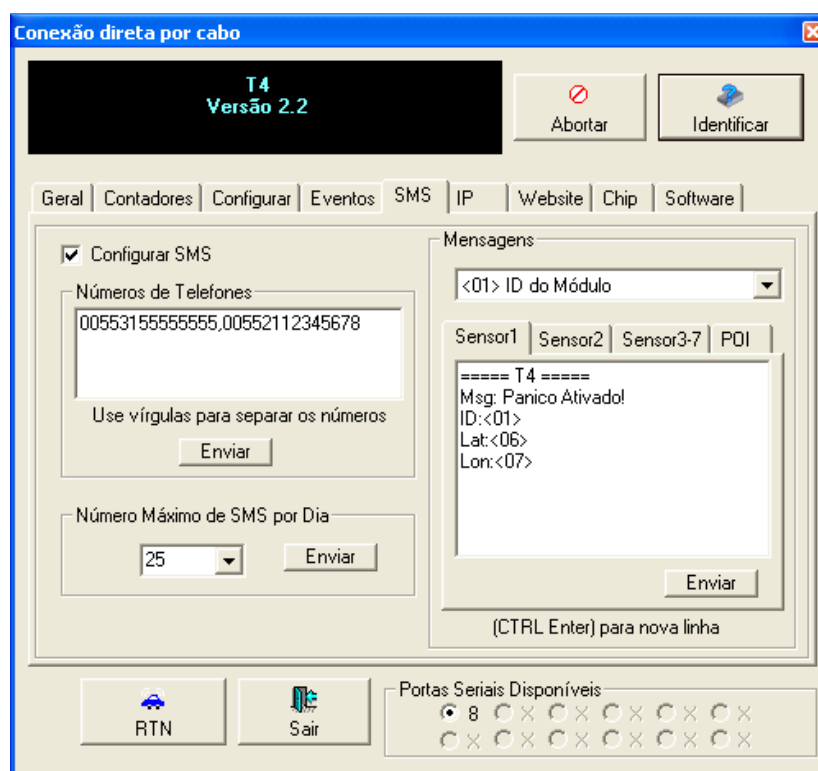 Conexão direta por cabo
T4
Versão 2.2
Abortar
Identificar
Geral
Contadores
Configurar
Eventos
SMS
IP
Website
Chip
Software
Configurar SMS
Números de Telefones
00553155555555,00552112345678
Use vírgulas para separar os números
Enviar
Número Máximo de SMS por Dia
25
Enviar
Mensagens
<01> ID do Módulo
Sensor1
Sensor2
Sensor3-7
POI
===== T4 =====
Msg: Panico Ativado!
ID:<01>
Lat:<06>
Lon:<07>
Enviar
(CTRL Enter) para nova linha
RTN
Sair
Portas Seriais Disponíveis
8 X X X X X
X X X X X X